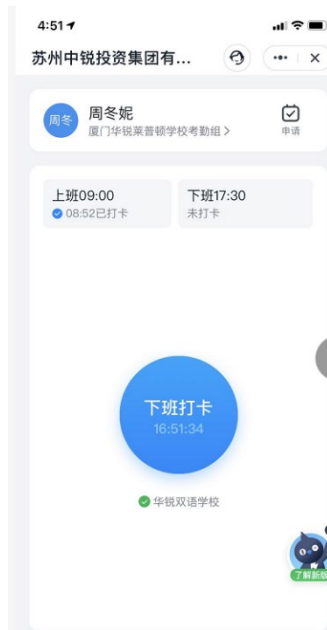 4:51
苏州中锐投资集团有...
周冬
周冬妮
厦门华锐莱普顿学校考勤组
申请
上班09:00
08:52已打卡
下班17:30
未打卡
下班打卡
16:51:34
华锐双语学校
了解新版